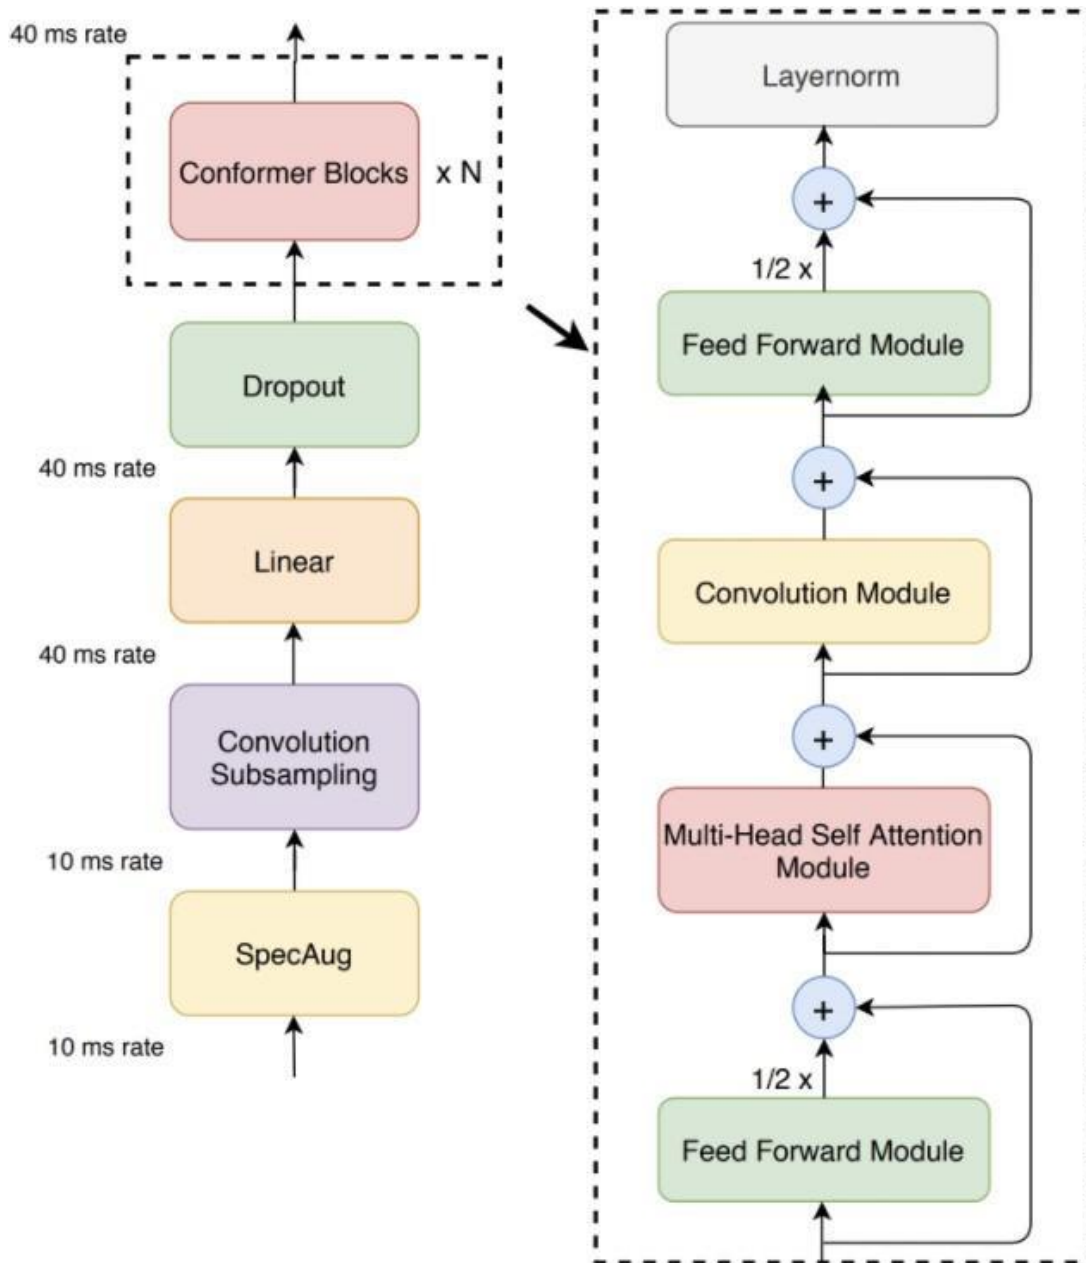 40 ms rate
Conformer Blocks
x N
Dropout
40 ms rate
Linear
40 ms rate
Convolution
Subsampling
10 ms rate
SpecAug
10 ms rate
Layernorm
+
1/2 x
Feed Forward Module
+
Convolution Module
+
Multi-Head Self Attention
Module
+
1/2 x
Feed Forward Module